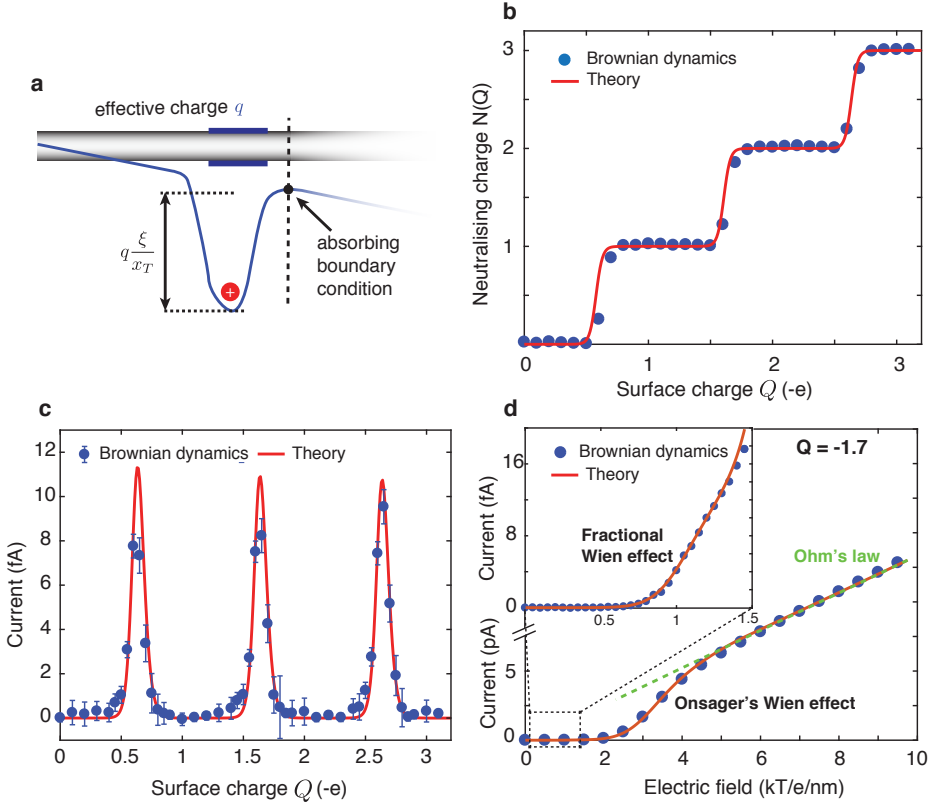 a
effective charge q
q ξ/x_T
+
absorbing
boundary
condition
b
Neutralising charge N(Q)
3
2
1
0
1
2
3
Brownian dynamics
Theory
Surface charge Q (-e)
c
Current (fA)
12
10
8
6
4
2
0
0
0.5
1
1.5
2
2.5
3
Brownian dynamics
Theory
Surface charge Q (-e)
d
Q = -1.7
Current (fA)
16
8
0
0.5
1
1.5
Brownian dynamics
Theory
Fractional
Wien effect
Ohm's law
Onsager's Wien effect
Current (pA)
5
0
0
2
4
6
8
10
Electric field (kT/e/nm)